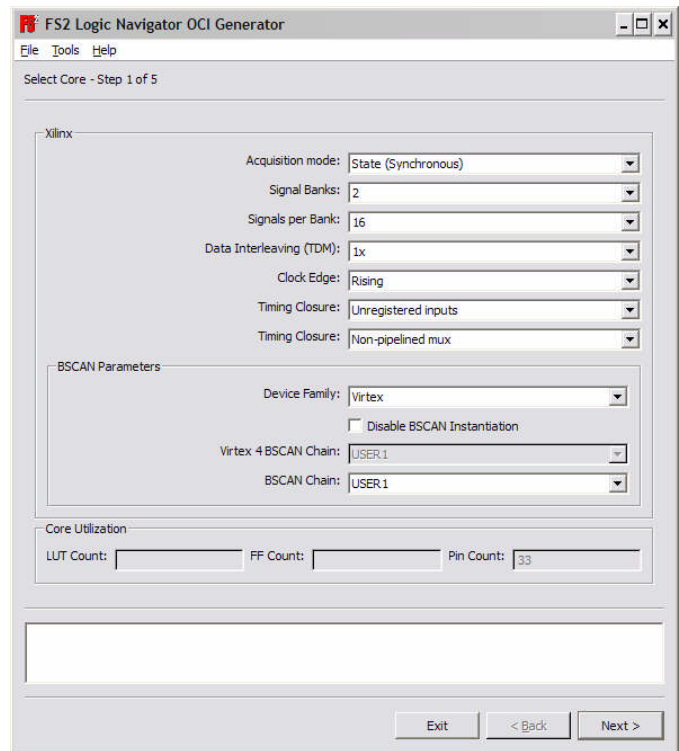 FS2 Logic Navigator OCI Generator
File Tools Help
Select Core - Step 1 of 5
Xilinx
Acquisition mode: State (Synchronous)
Signal Banks: 2
Signals per Bank: 16
Data Interleaving (TDM): 1x
Clock Edge: Rising
Timing Closure: Unregistered inputs
Timing Closure: Non-pipelined mux
BSCAN Parameters
Device Family: Virtex
Disable BSCAN Instantiation
Virtex 4 BSCAN Chain: USER1
BSCAN Chain: USER1
Core Utilization
LUT Count: FF Count: Pin Count: 33
Exit < Back Next >